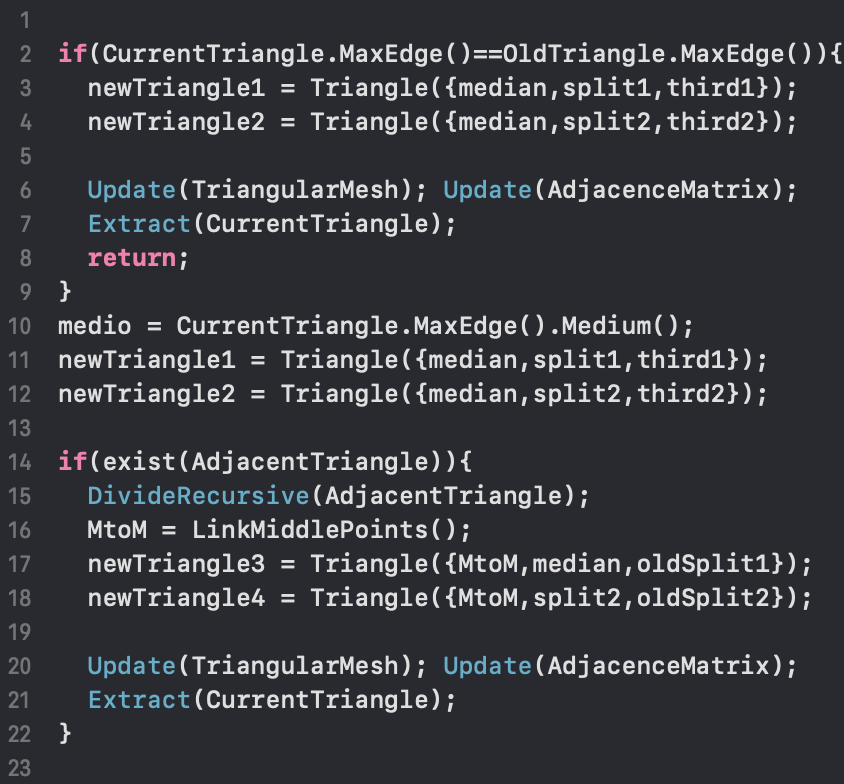 1
2 if(CurrentTriangle.MaxEdge()==OldTriangle.MaxEdge()){
3 newTriangle1 = Triangle({median,split1,third1});
4 newTriangle2 = Triangle({median,split2,third2});
5
6 Update(TriangularMesh); Update(AdjacenceMatrix);
7 Extract(CurrentTriangle);
8 return;
9 }
10 medio = CurrentTriangle.MaxEdge().Medium();
11 newTriangle1 = Triangle({median,split1,third1});
12 newTriangle2 = Triangle({median,split2,third2});
13
14 if(exist(AdjacentTriangle)){
15 DivideRecursive(AdjacentTriangle);
16 MtoM = LinkMiddlePoints();
17 newTriangle3 = Triangle({MtoM,median,oldSplit1});
18 newTriangle4 = Triangle({MtoM,split2,oldSplit2});
19
20 Update(TriangularMesh); Update(AdjacenceMatrix);
21 Extract(CurrentTriangle);
22 }
23